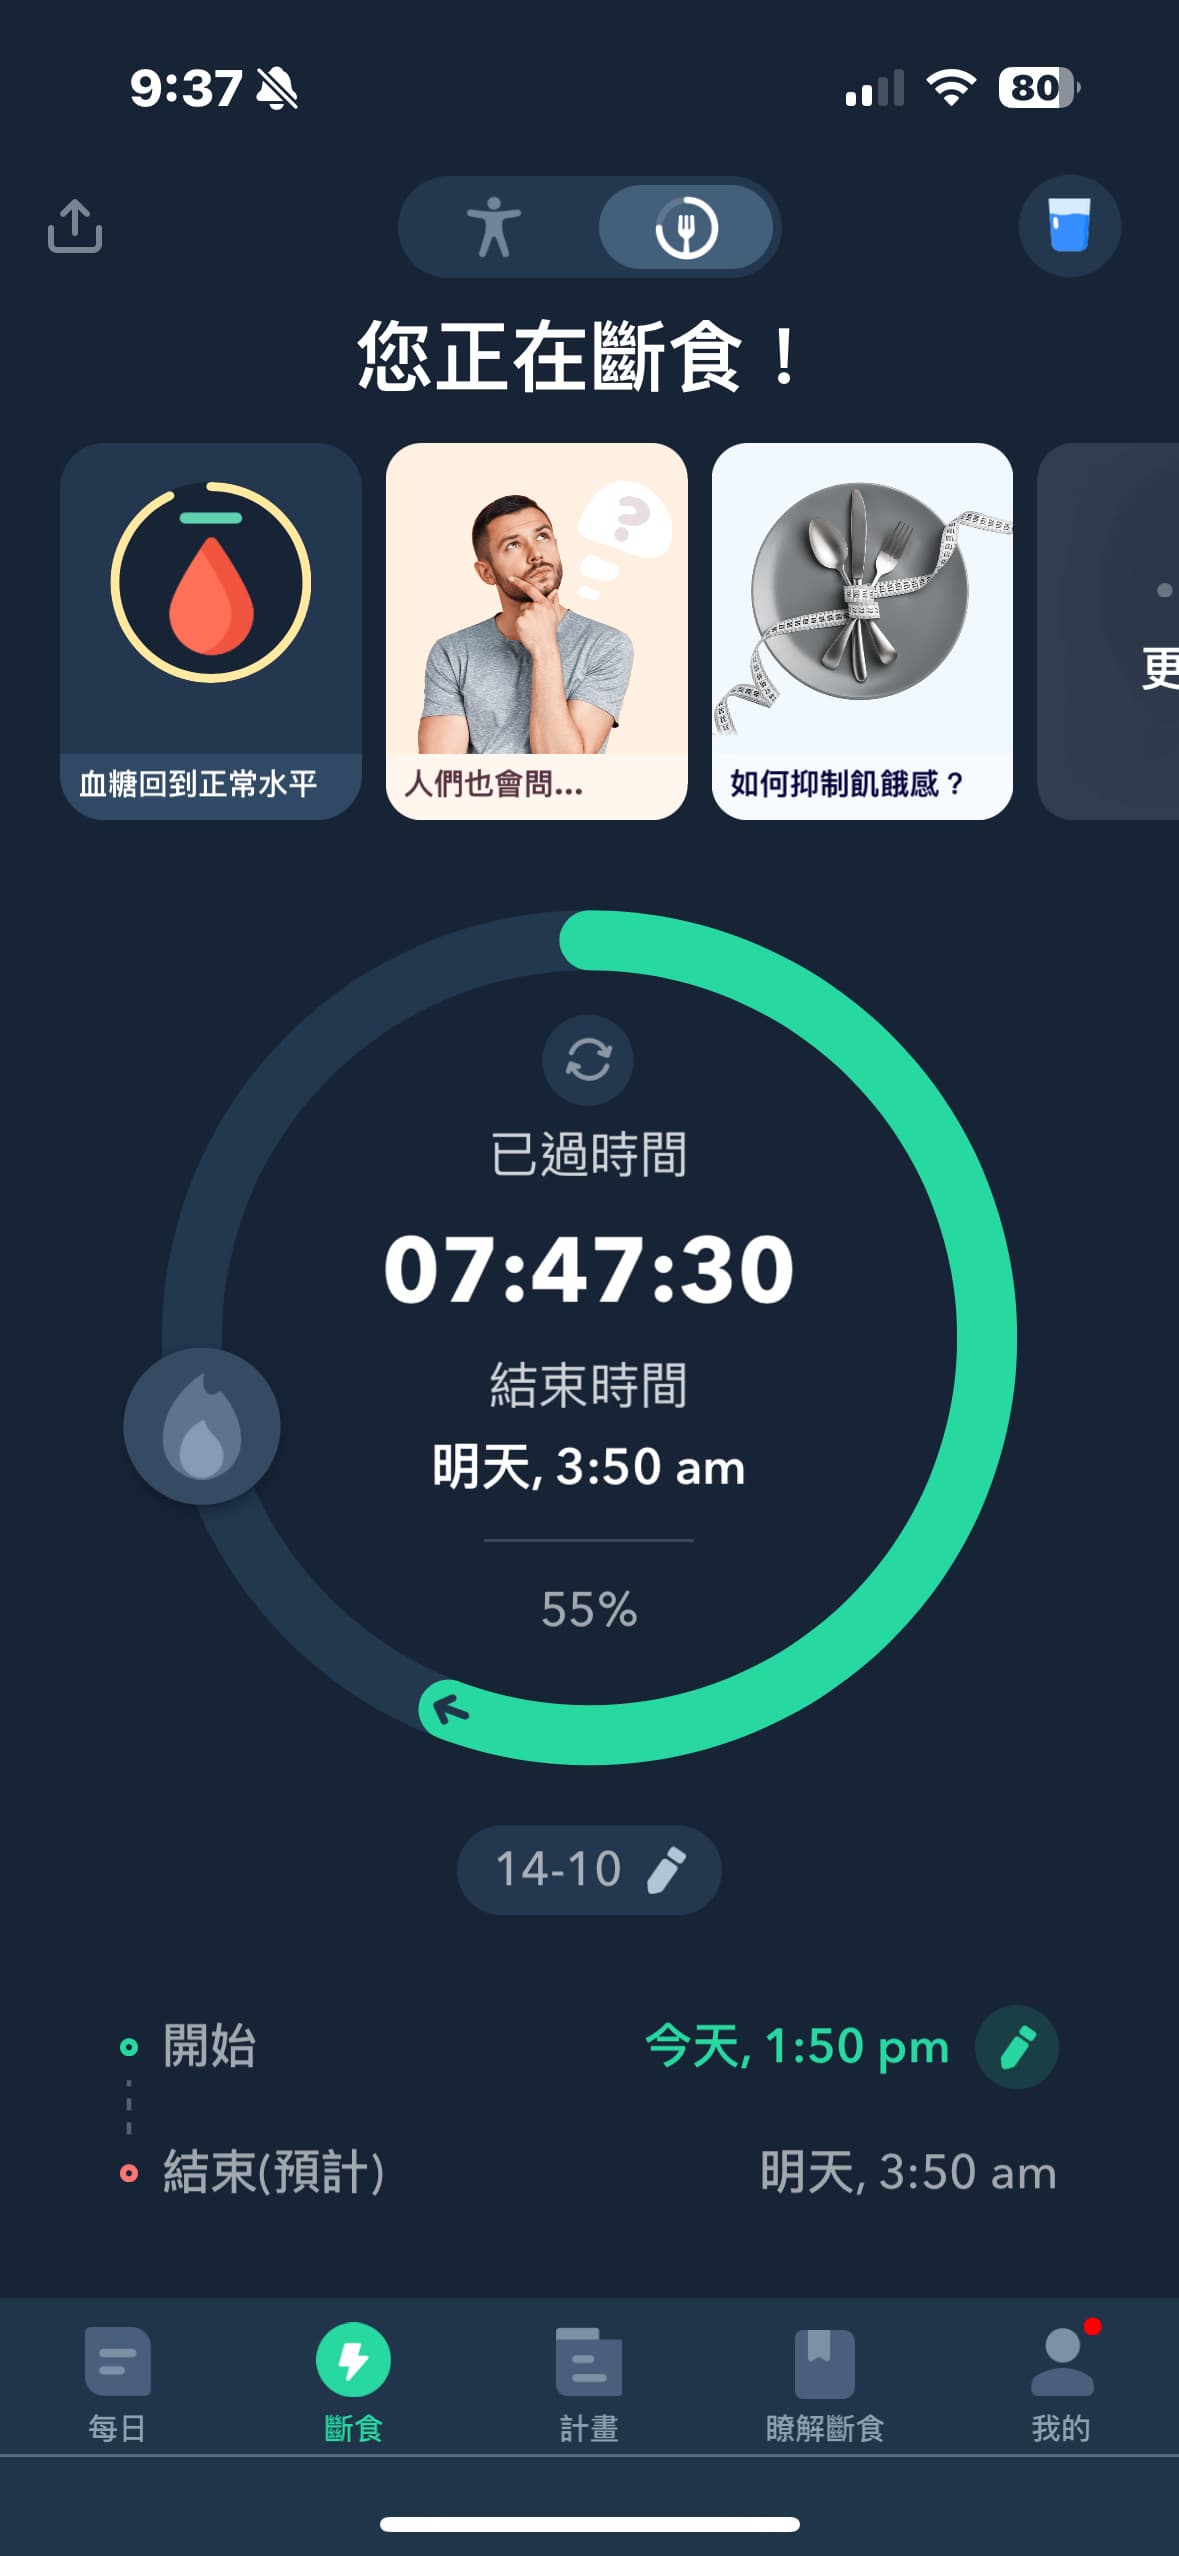 9:37
80
您正在斷食！
血糖回到正常水平
人們也會問...
如何抑制飢餓感？
更
已過時間
07:47:30
結束時間
明天, 3:50 am
55%
14-10
開始
今天, 1:50 pm
結束(預計)
明天, 3:50 am
每日
斷食
計畫
瞭解斷食
我的